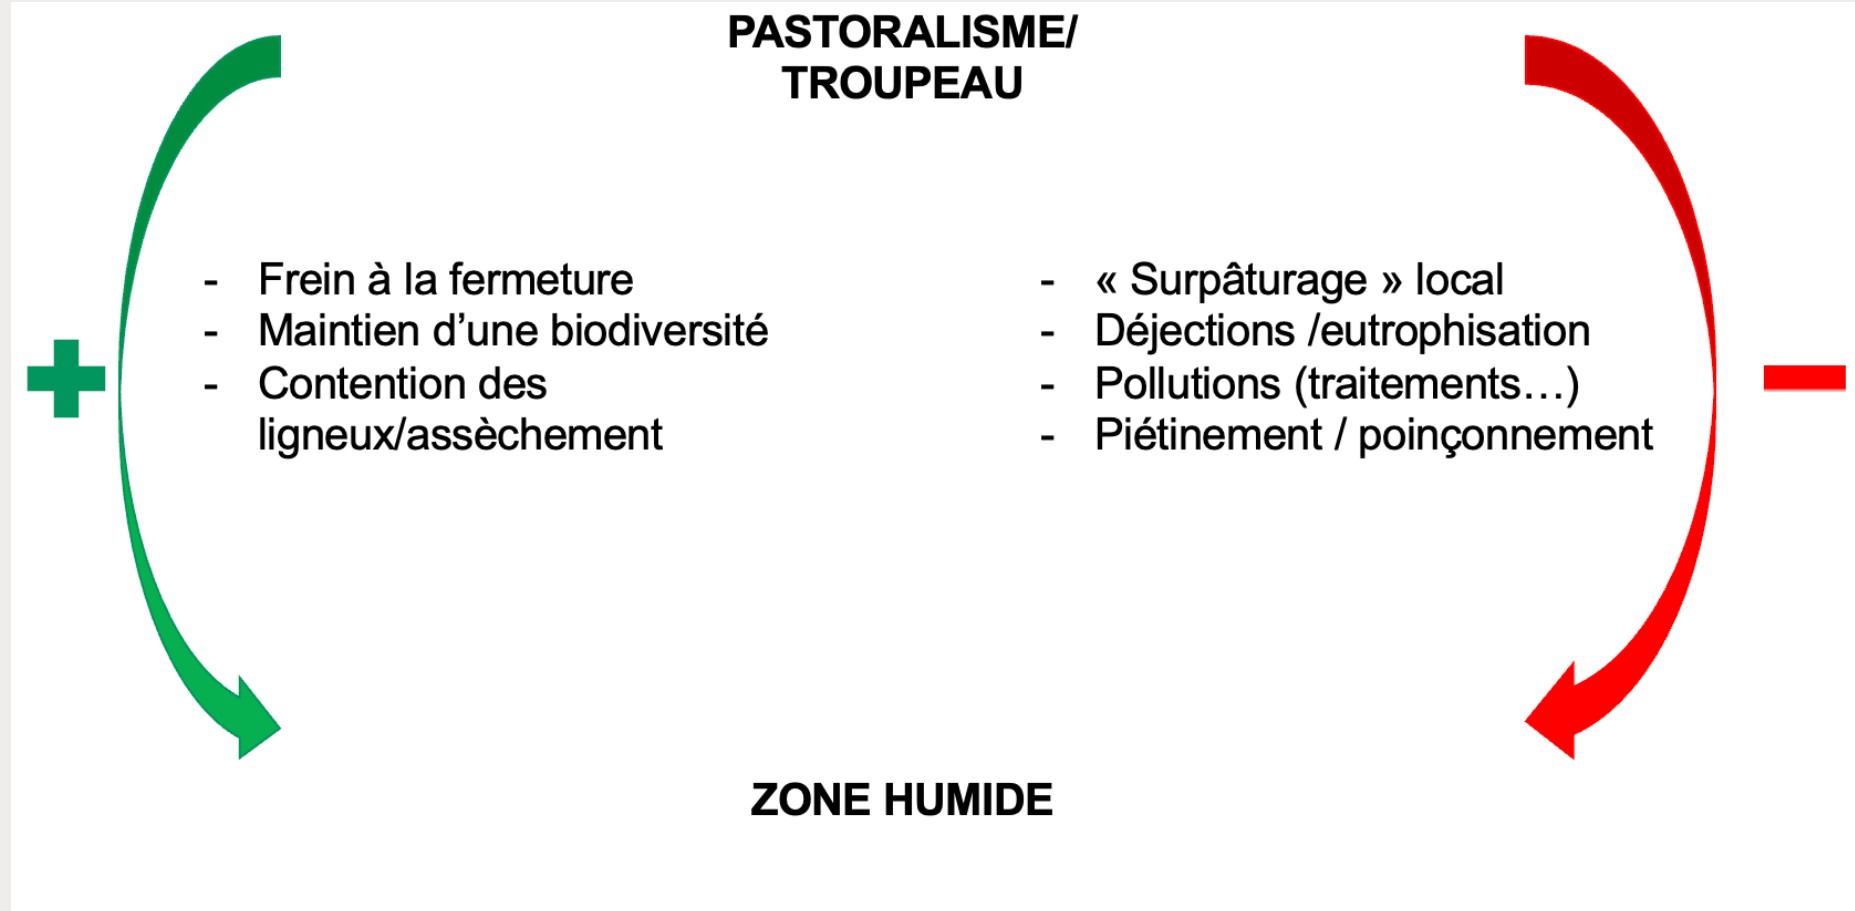 PASTORALISME/
TROUPEAU
- Frein à la fermeture
- Maintien d’une biodiversité
- Contention des
ligneux/assèchement
- « Surpâturage » local
- Déjections /eutrophisation
- Pollutions (traitements…)
- Piétinement / poinçonnement
ZONE HUMIDE